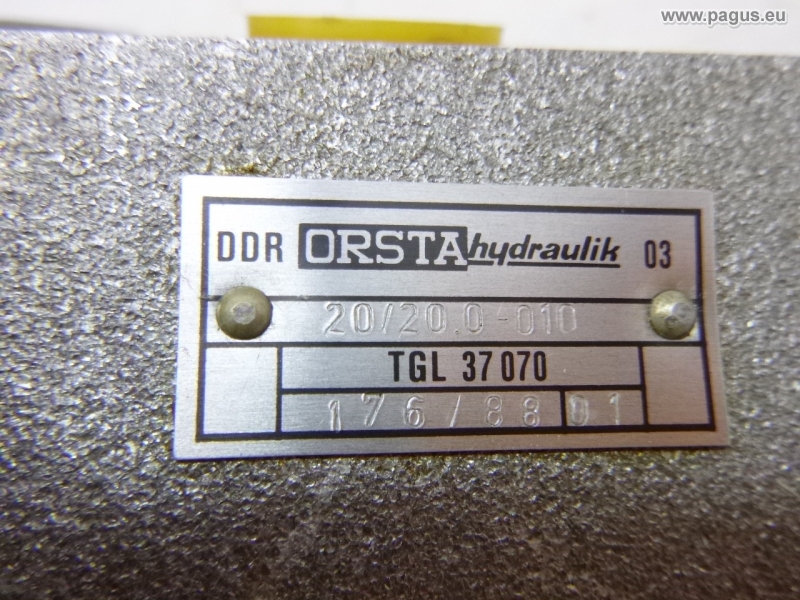 www.pagus.eu
DDR ORSTA hydraulik 03
20/20.0-010
TGL 37070
176/88 01